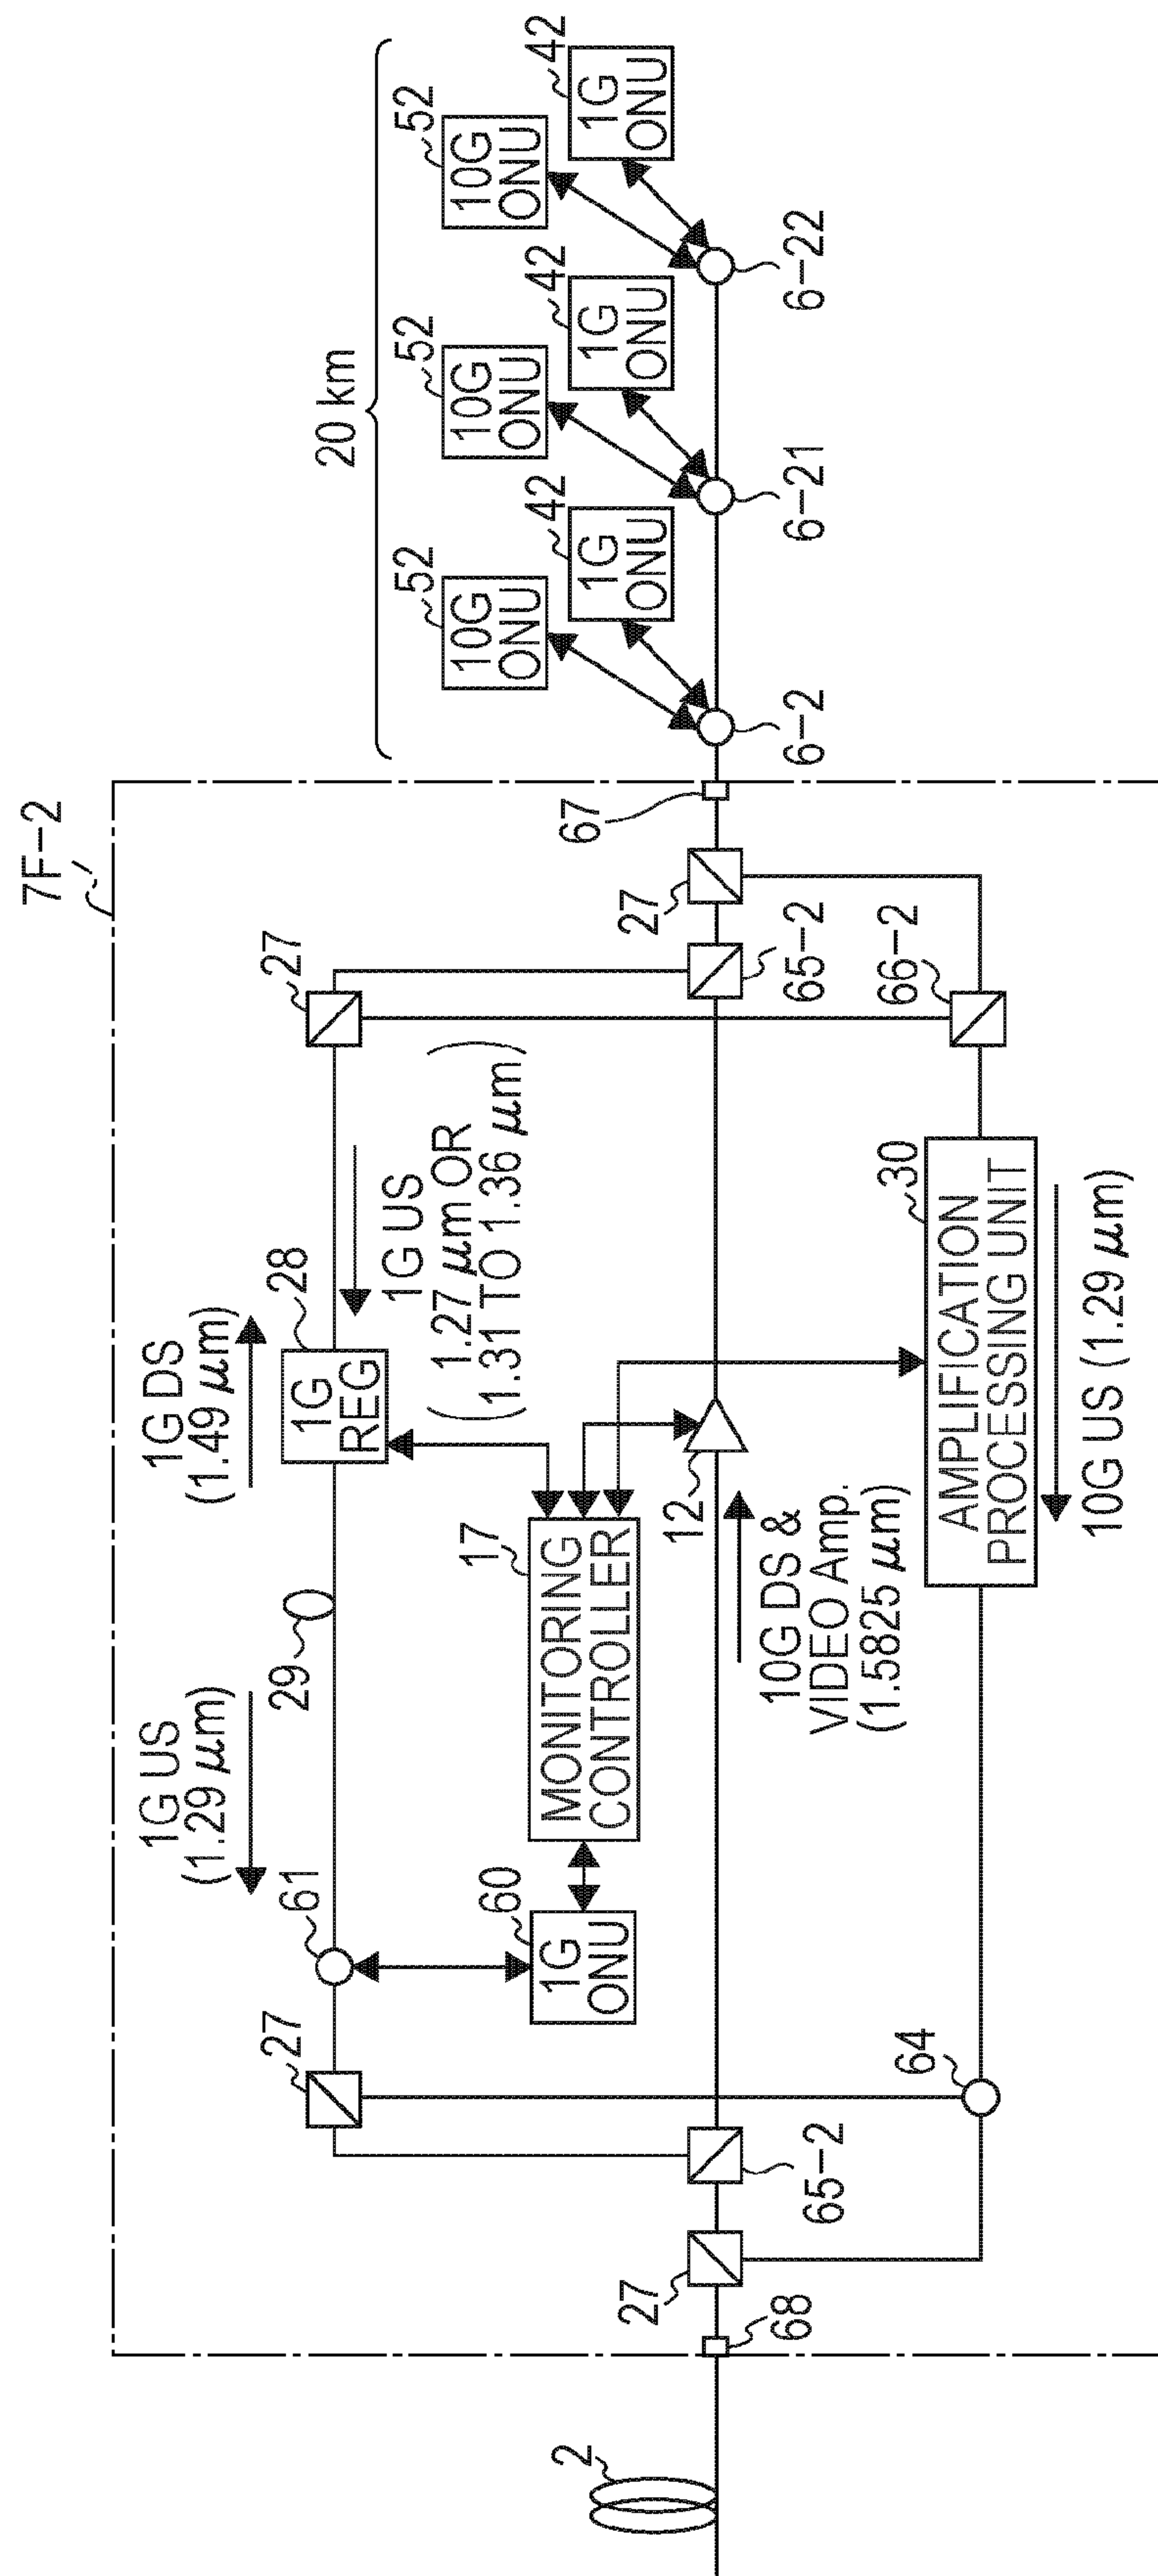 7F-2
20 km
52
10G
ONU
42
1G
ONU
52
10G
ONU
42
1G
ONU
52
10G
ONU
42
1G
ONU
6-2
6-21
6-22
1G US
(1.29 μm)
1G DS
(1.49 μm)
27
61
29
28
1G
REG
27
1G US
(1.27 μm OR
1.31 TO 1.36 μm)
60
1G
ONU
17
MONITORING
CONTROLLER
2
68
27
65-2
12
10G DS &
VIDEO Amp.
(1.5825 μm)
65-2
27
67
64
30
AMPLIFICATION
PROCESSING UNIT
66-2
10G US (1.29 μm)